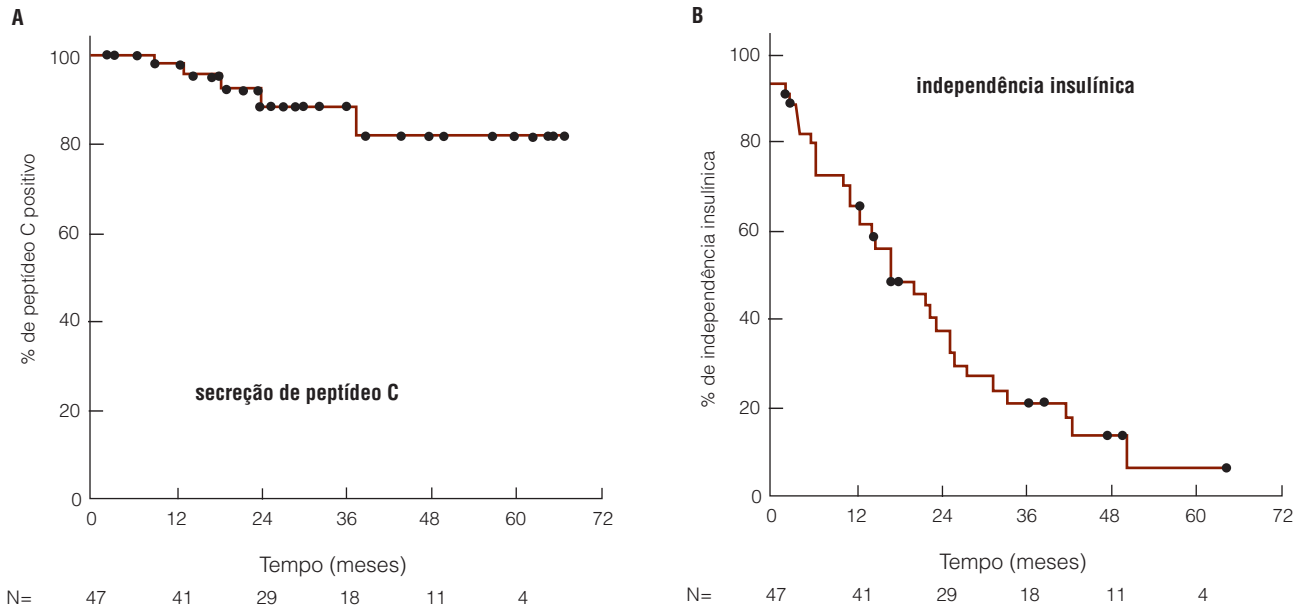 A
% de peptídeo C positivo
100
80
60
40
20
0
secreção de peptídeo C
0 12 24 36 48 60 72
Tempo (meses)
N= 47 41 29 18 11 4
B
% de independência insulínica
100
80
60
40
20
0
independência insulínica
0 12 24 36 48 60 72
Tempo (meses)
N= 47 41 29 18 11 4